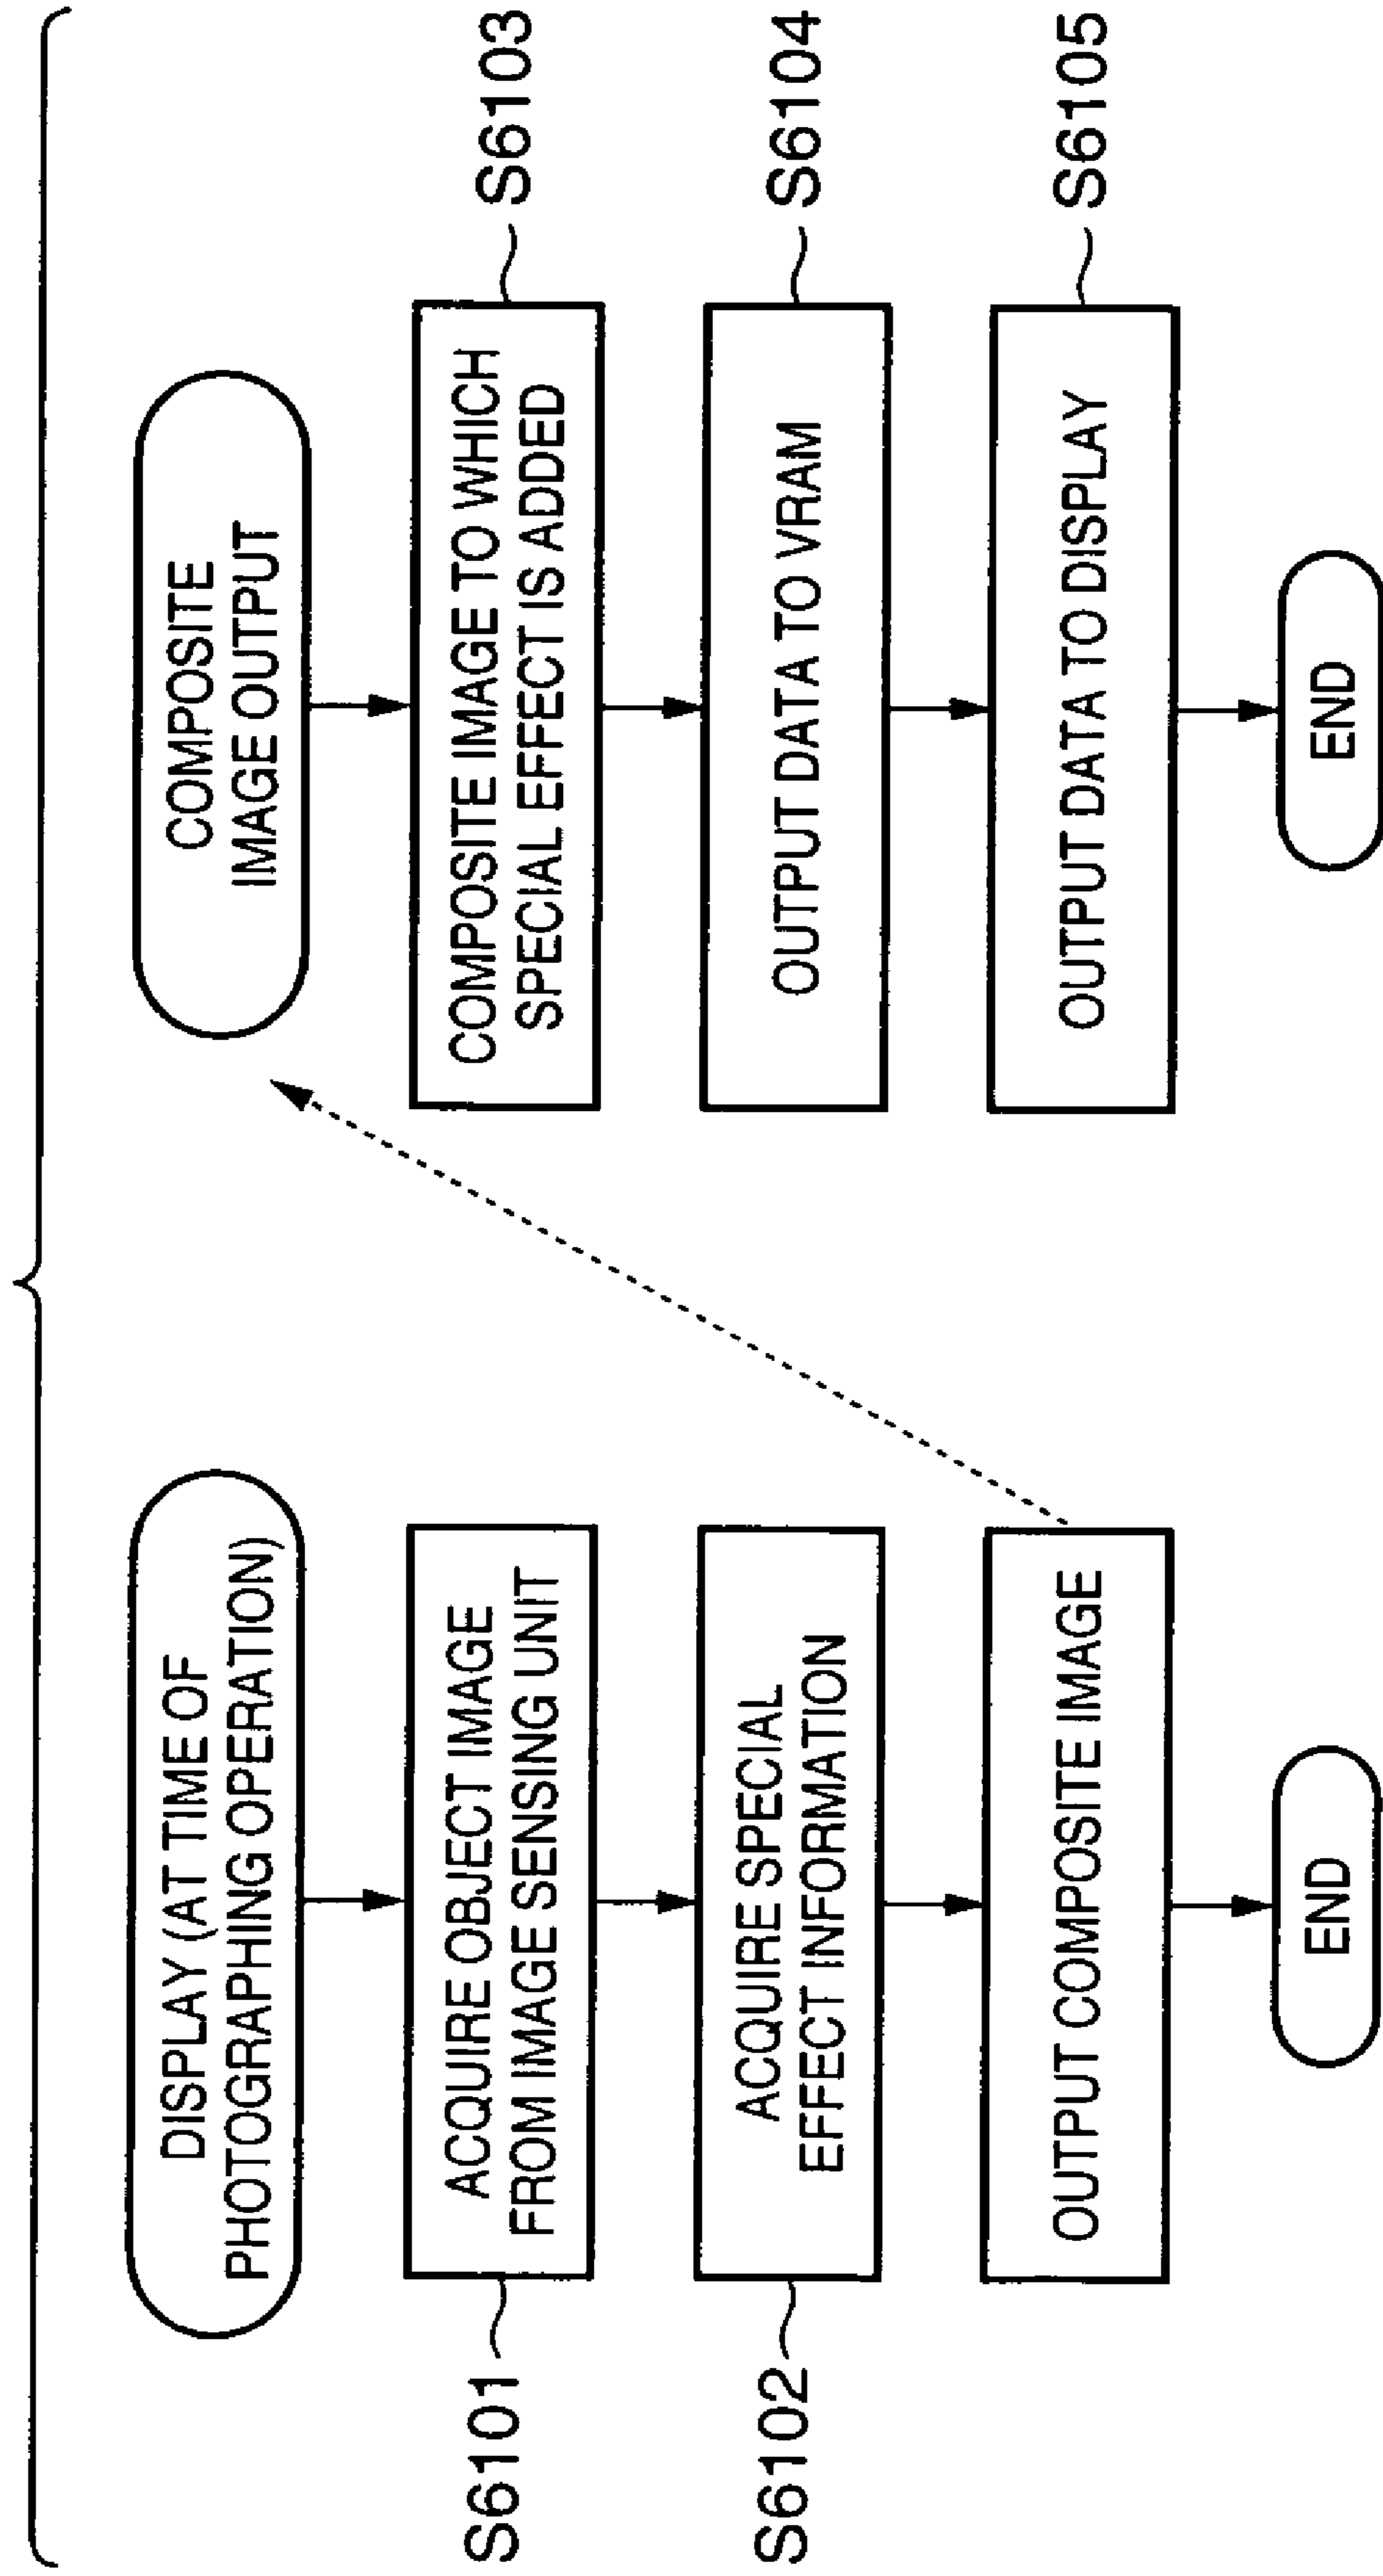 DISPLAY (AT TIME OF
PHOTOGRAPHING OPERATION)
S6101
ACQUIRE OBJECT IMAGE
FROM IMAGE SENSING UNIT
S6102
ACQUIRE SPECIAL
EFFECT INFORMATION
OUTPUT COMPOSITE IMAGE
END
COMPOSITE
IMAGE OUTPUT
COMPOSITE IMAGE TO WHICH
SPECIAL EFFECT IS ADDED
S6103
OUTPUT DATA TO VRAM
S6104
OUTPUT DATA TO DISPLAY
S6105
END